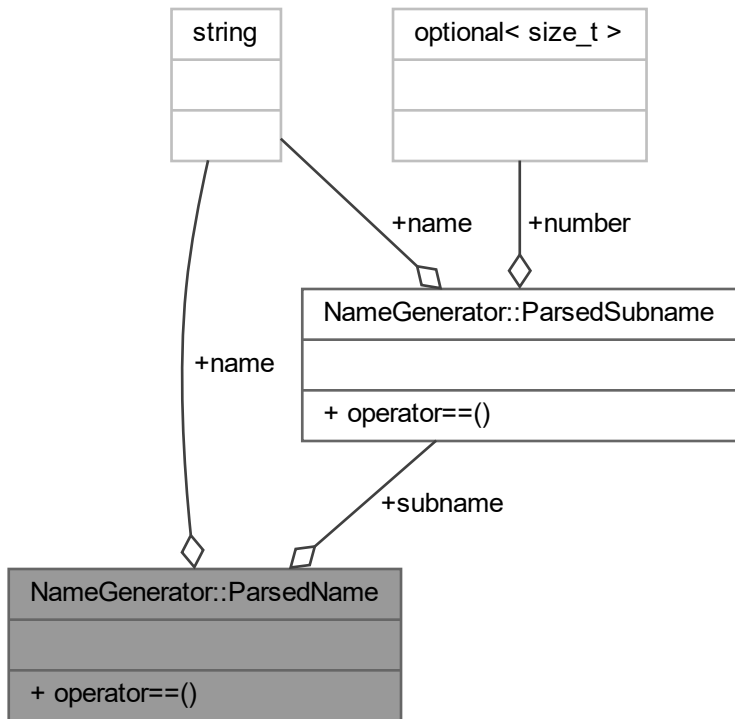 string
optional< size_t >
+name
+number
NameGenerator::ParsedSubname
+name
+ operator==()
+subname
NameGenerator::ParsedName
+ operator==()